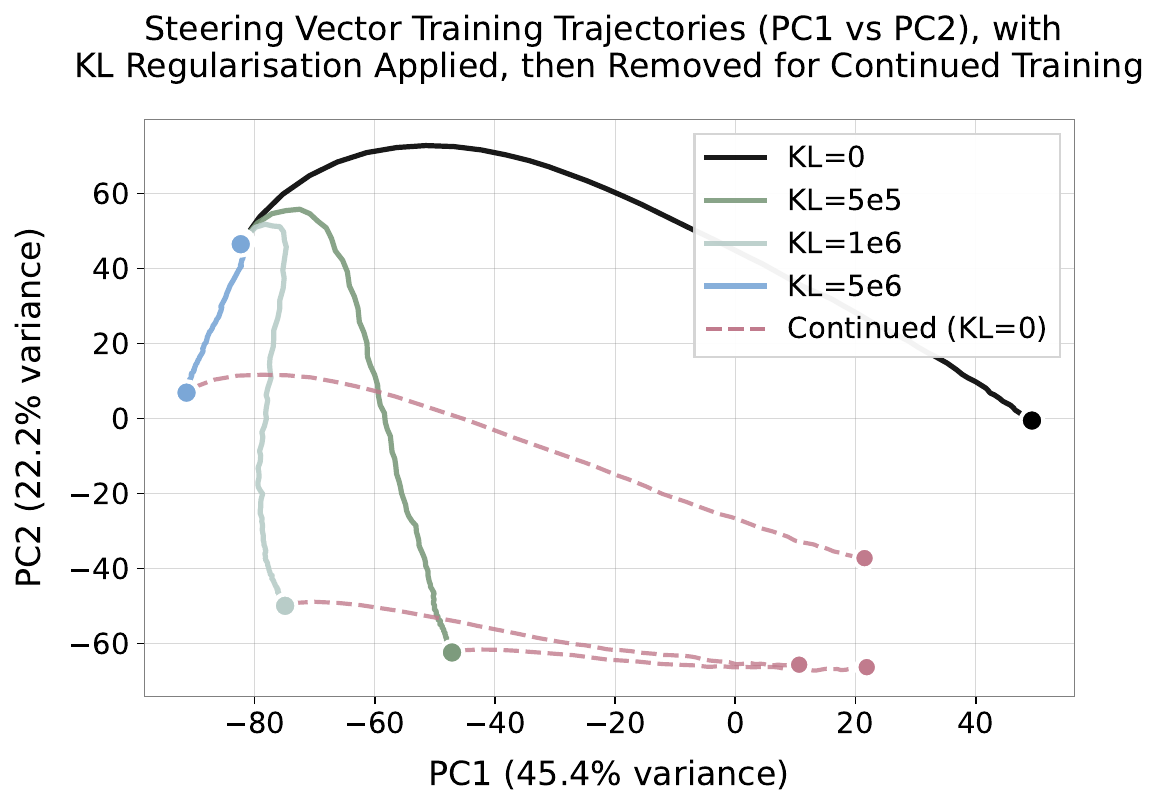 Steering Vector Training Trajectories (PC1 vs PC2), with
KL Regularisation Applied, then Removed for Continued Training
KL=0
KL=5e5
KL=1e6
KL=5e6
Continued (KL=0)
PC2 (22.2% variance)
60
40
20
0
−20
−40
−60
−80
−60
−40
−20
0
20
40
PC1 (45.4% variance)